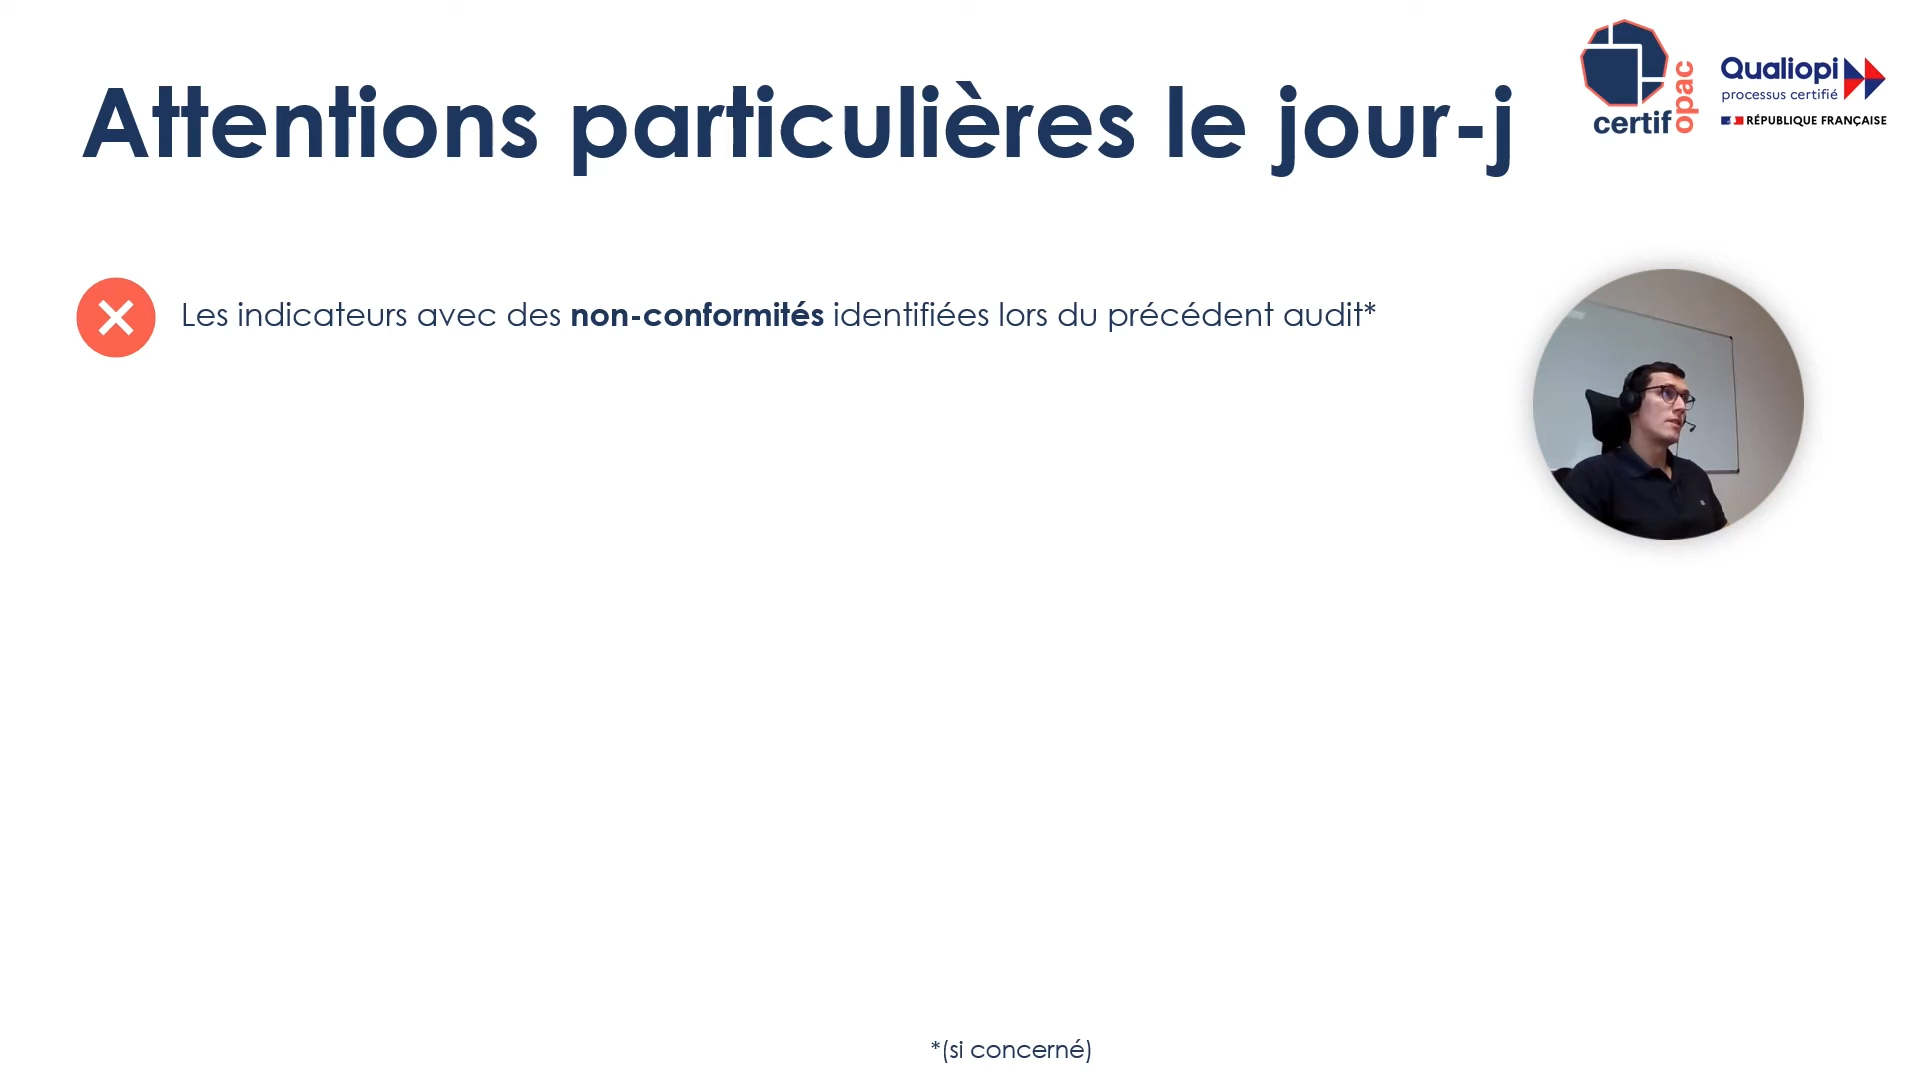 Attentions particulières le jour-j
certif
opac
Qualiopi
processus certifié
RÉPUBLIQUE FRANÇAISE
Les indicateurs avec des non-conformités identifiées lors du précédent audit*
*(si concerné)